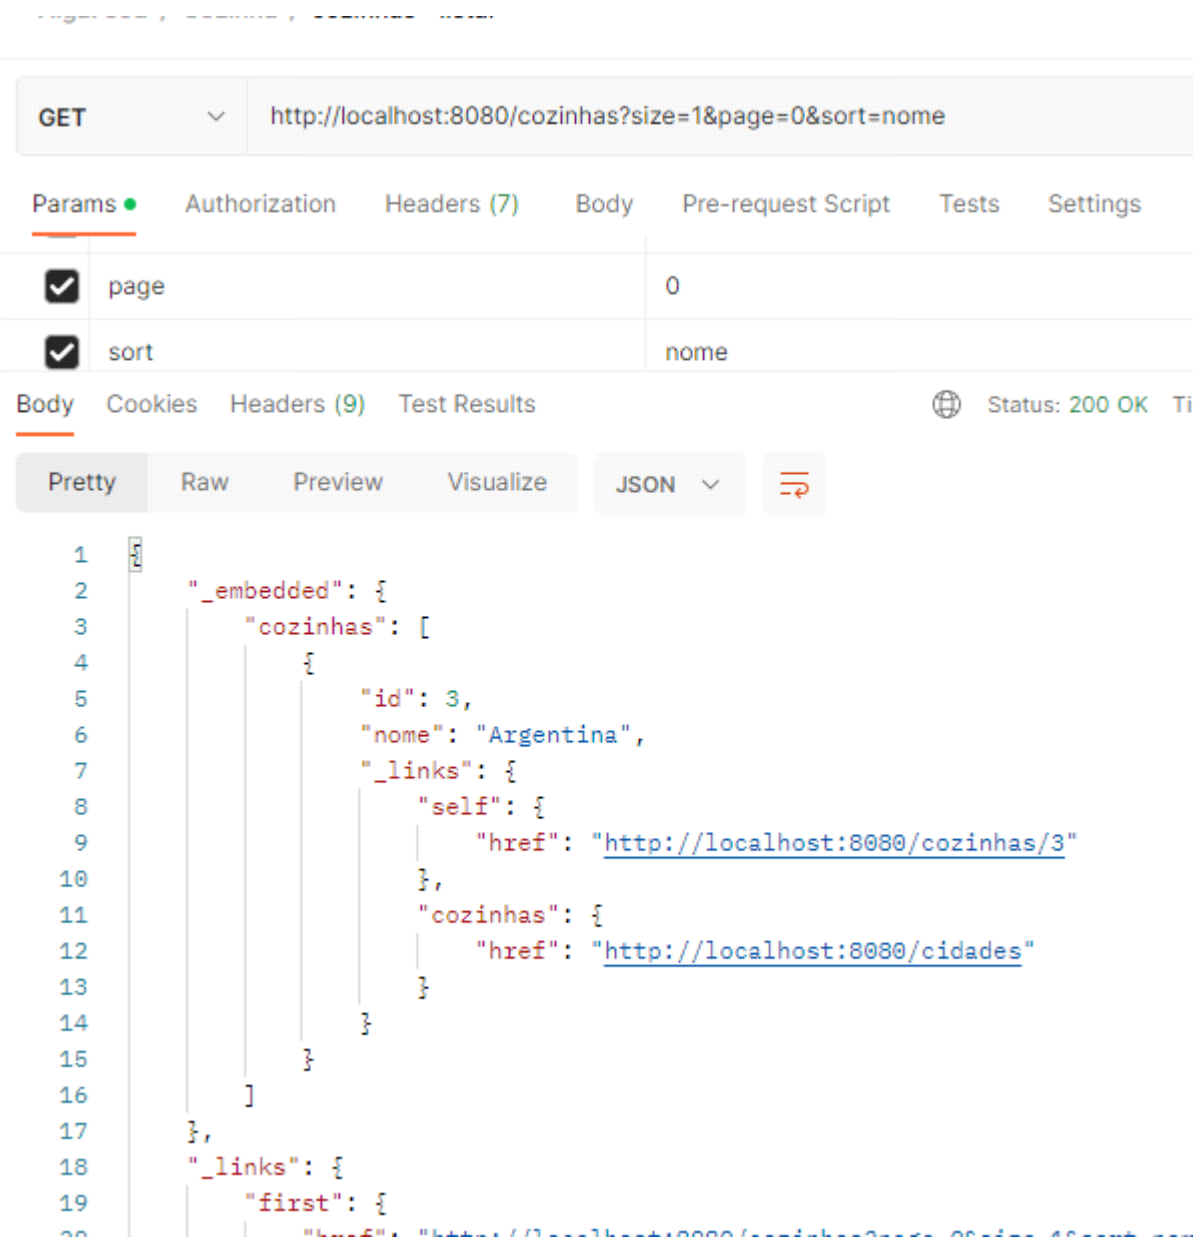 GET http://localhost:8080/cozinhas?size=1&page=0&sort=nome
Params Authorization Headers (7) Body Pre-request Script Tests Settings
page 0
sort nome
Body Cookies Headers (9) Test Results Status: 200 OK
Pretty Raw Preview Visualize JSON
1 {
2 "_embedded": {
3 "cozinhas": [
4 {
5 "id": 3,
6 "nome": "Argentina",
7 "_links": {
8 "self": {
9 "href": "http://localhost:8080/cozinhas/3"
10 },
11 "cozinhas": {
12 "href": "http://localhost:8080/cidades"
13 }
14 }
15 }
16 ]
17 },
18 "_links": {
19 "first": {